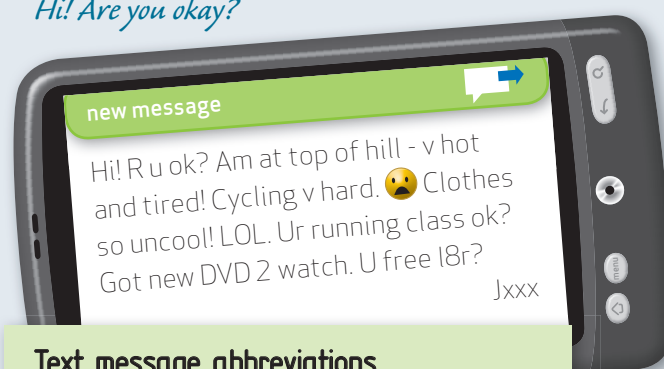 Hi! Are you okay?
new message
Hi! R u ok? Am at top of hill - v hot
and tired! Cycling v hard. Clothes
so uncool! LOL. Ur running class ok?
Got new DVD 2 watch. U free l8r?
Jxxx
menu
Text message abbreviations